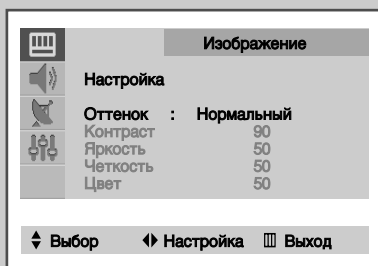 Изображение
Настройка
Оттенок : Нормальный
Контраст 90
Яркость 50
Четкость 50
Цвет 50
Выбор Настройка Выход